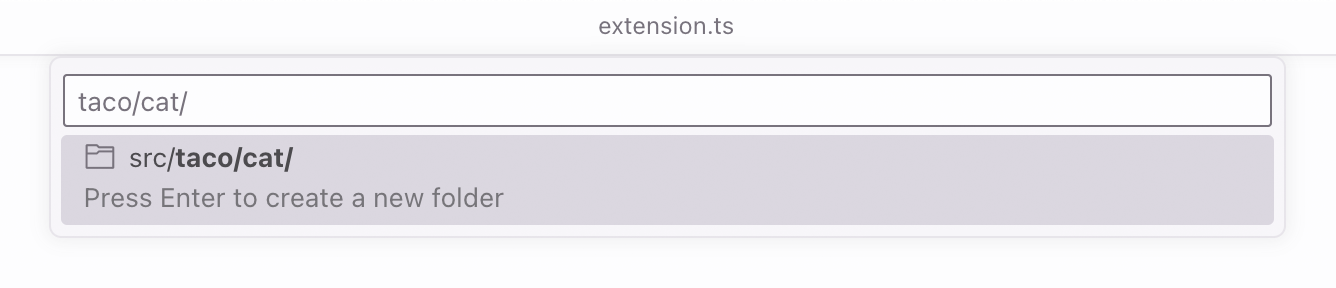 extension.ts
taco/cat/
src/taco/cat/
Press Enter to create a new folder